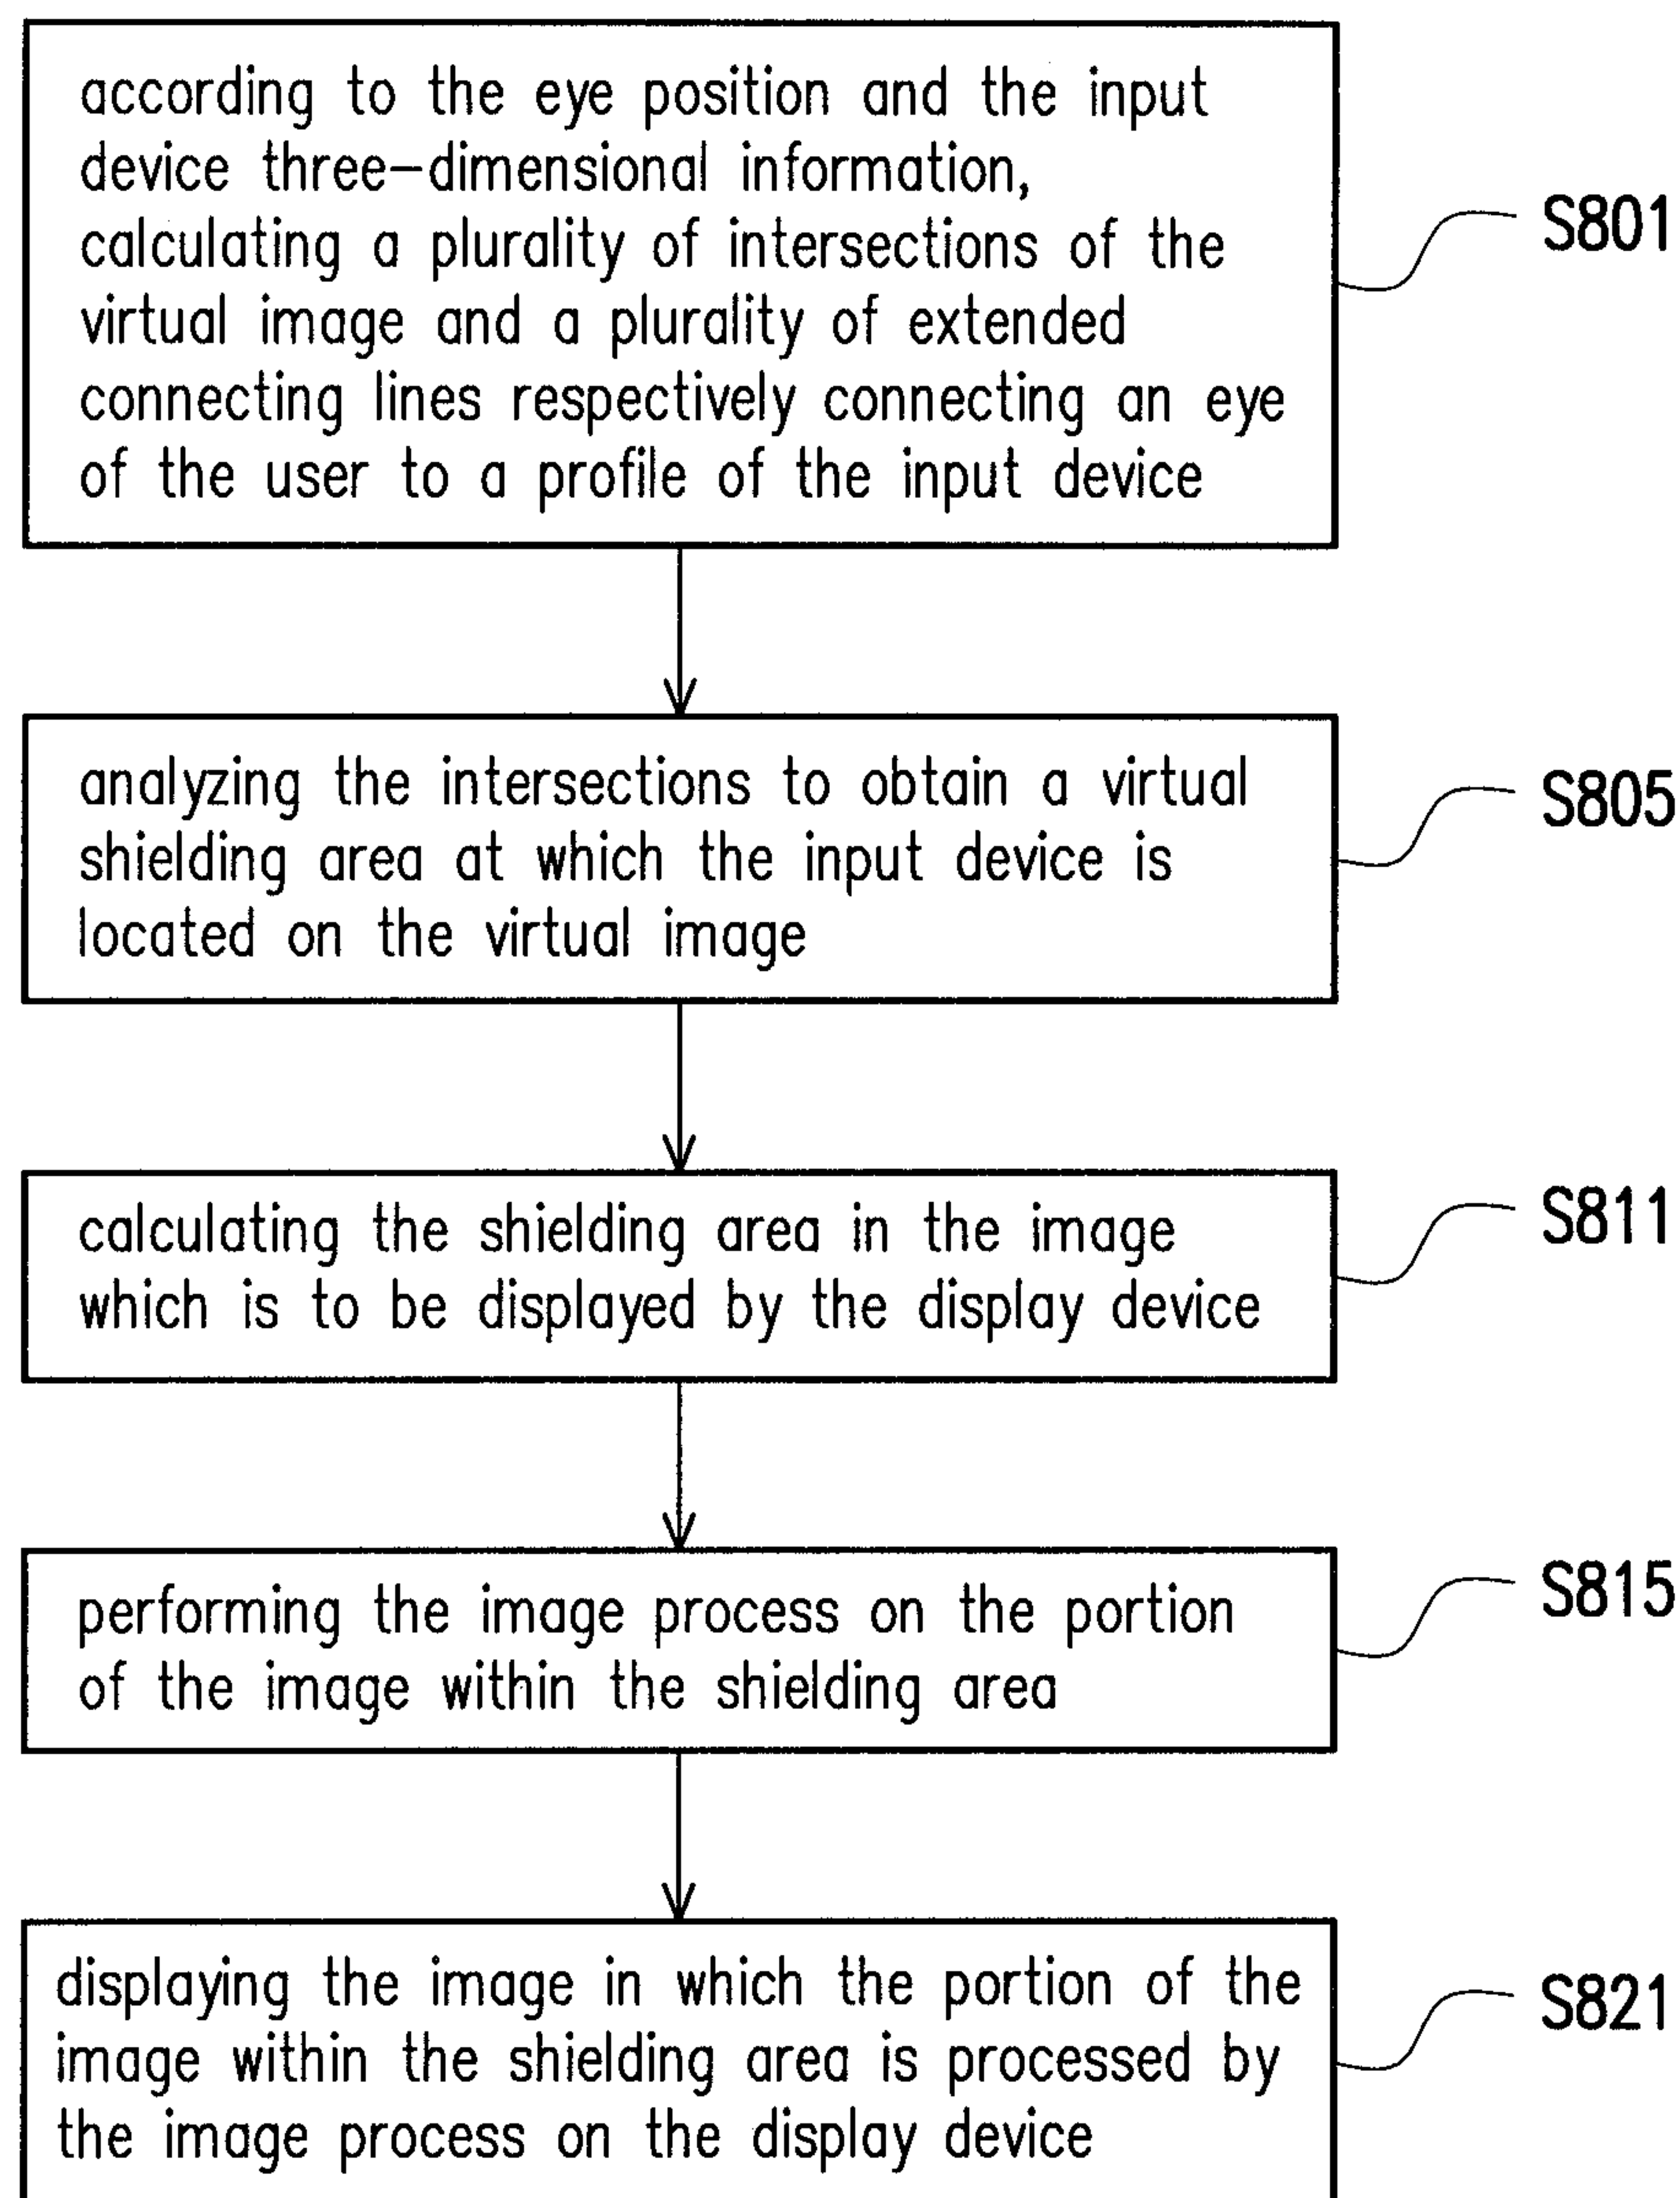 according to the eye position and the input
device three-dimensional information,
calculating a plurality of intersections of the
virtual image and a plurality of extended
connecting lines respectively connecting an eye
of the user to a profile of the input device
S801
analyzing the intersections to obtain a virtual
shielding area at which the input device is
located on the virtual image
S805
calculating the shielding area in the image
which is to be displayed by the display device
S811
performing the image process on the portion
of the image within the shielding area
S815
displaying the image in which the portion of the
image within the shielding area is processed by
the image process on the display device
S821